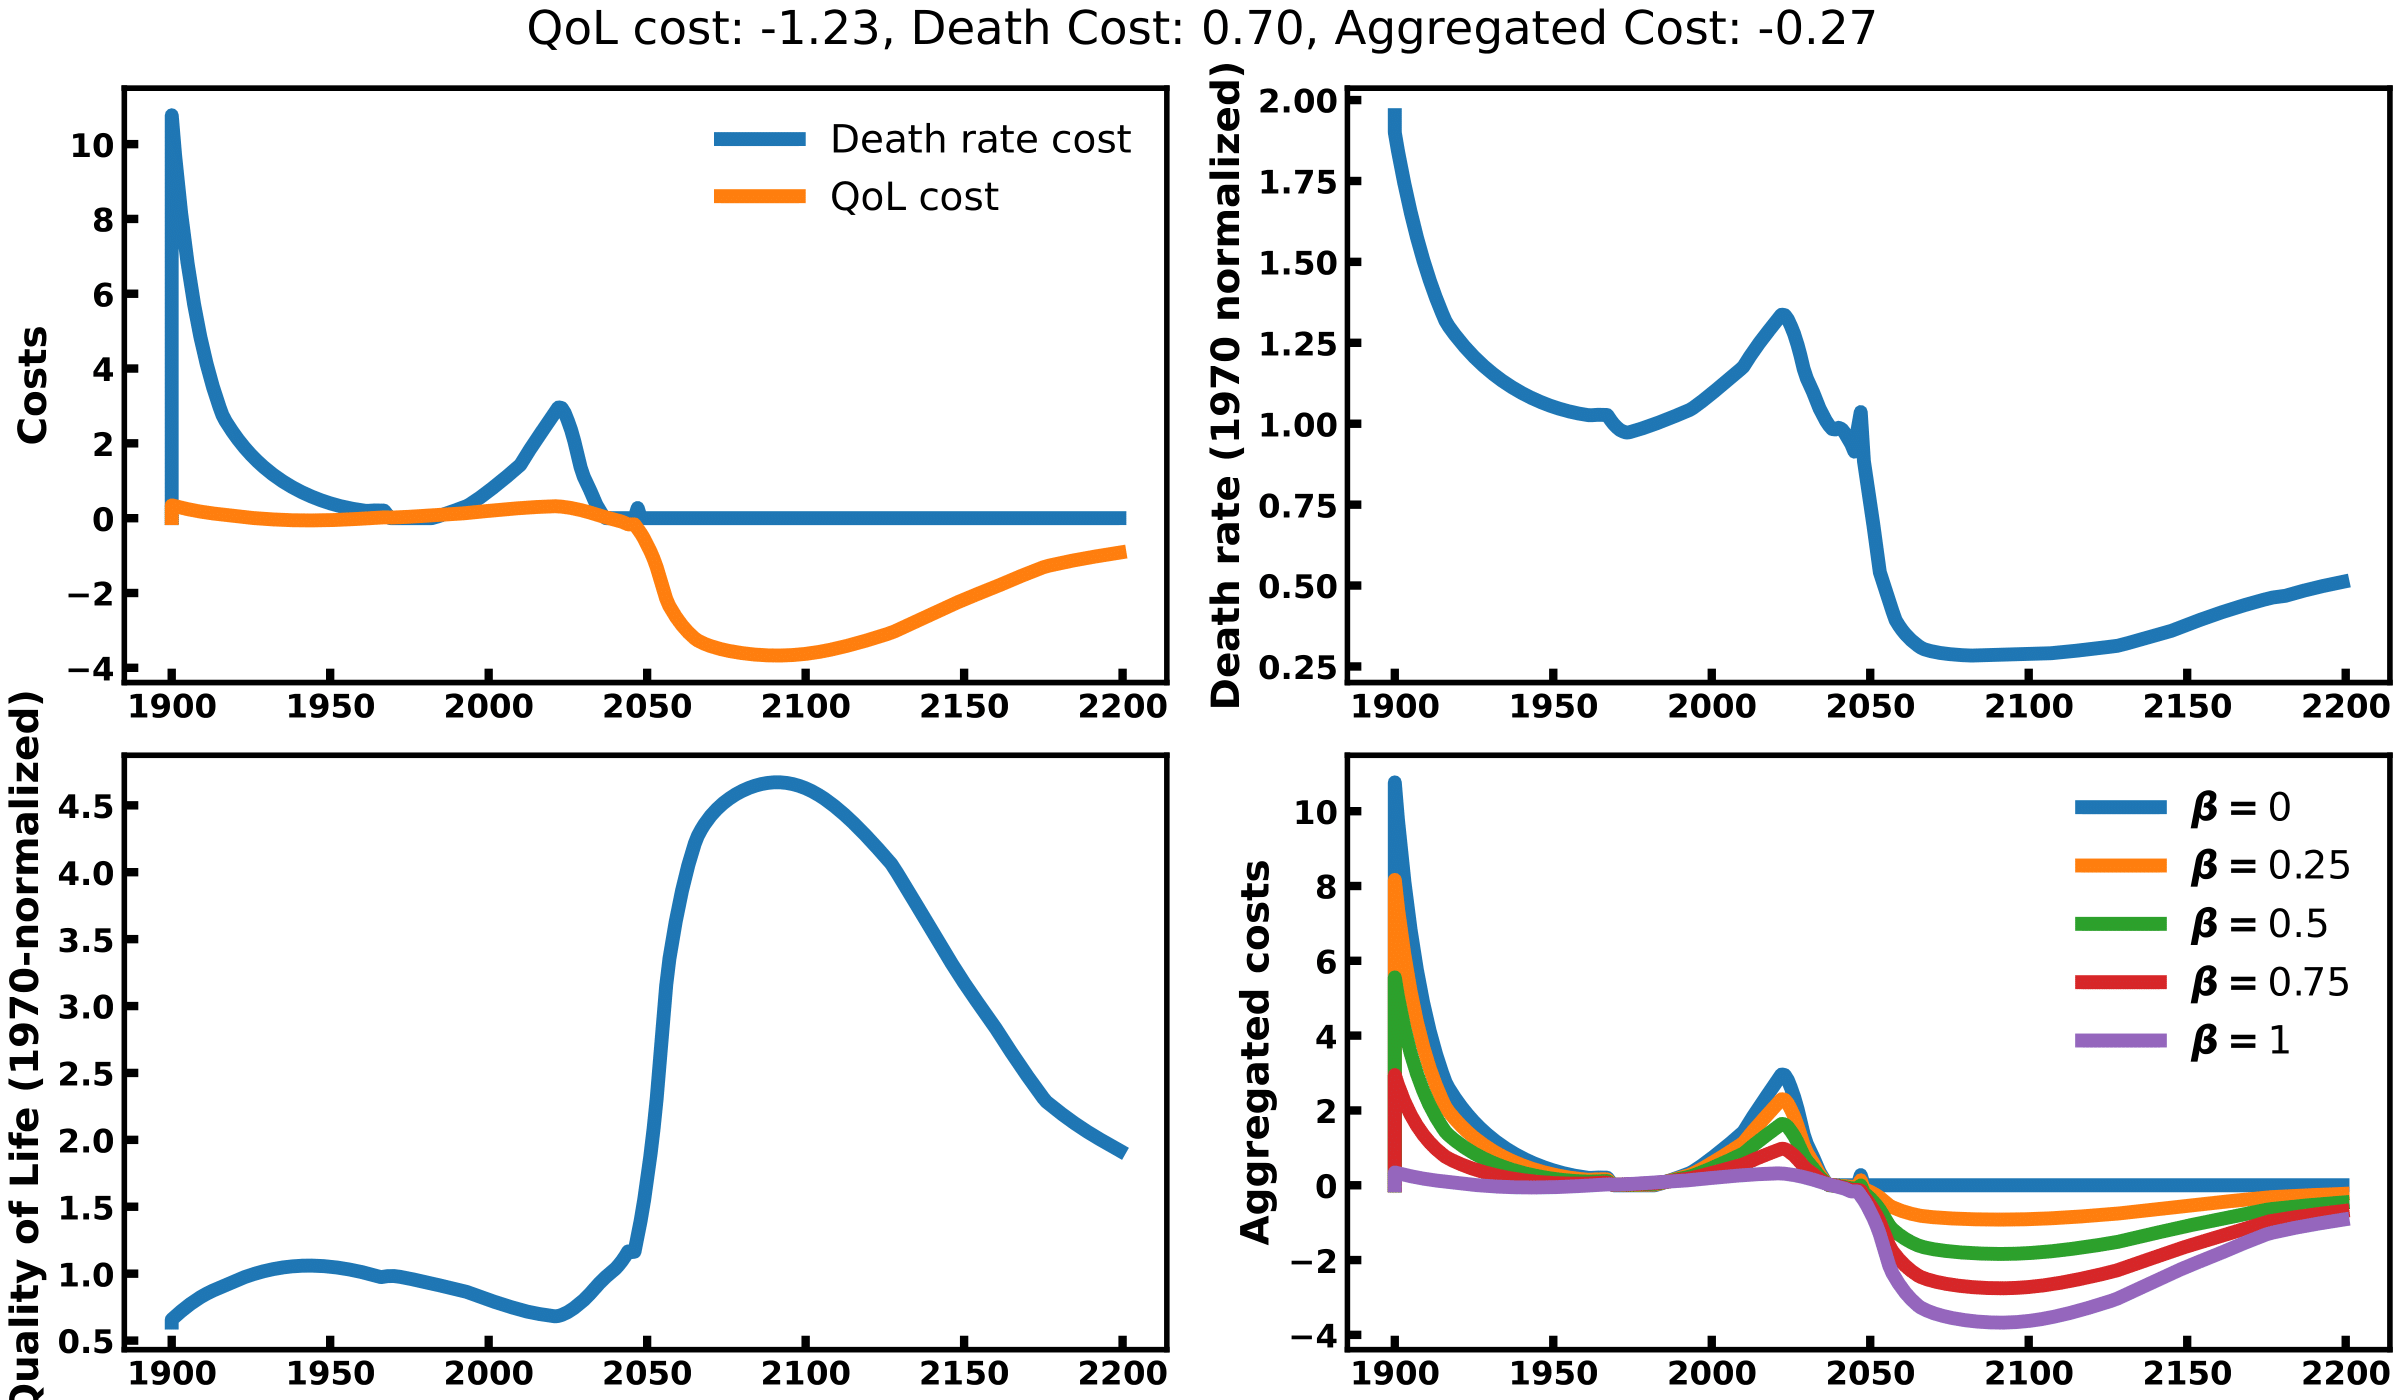 QoL cost: -1.23, Death Cost: 0.70, Aggregated Cost: -0.27
Costs
10
8
6
4
2
0
−2
−4
Death rate cost
QoL cost
1900 1950 2000 2050 2100 2150 2200
Death rate (1970 normalized)
2.00
1.75
1.50
1.25
1.00
0.75
0.50
0.25
1900 1950 2000 2050 2100 2150 2200
Quality of Life (1970-normalized)
4.5
4.0
3.5
3.0
2.5
2.0
1.5
1.0
0.5
1900 1950 2000 2050 2100 2150 2200
Aggregated costs
10
8
6
4
2
0
−2
−4
β = 0
β = 0.25
β = 0.5
β = 0.75
β = 1
1900 1950 2000 2050 2100 2150 2200